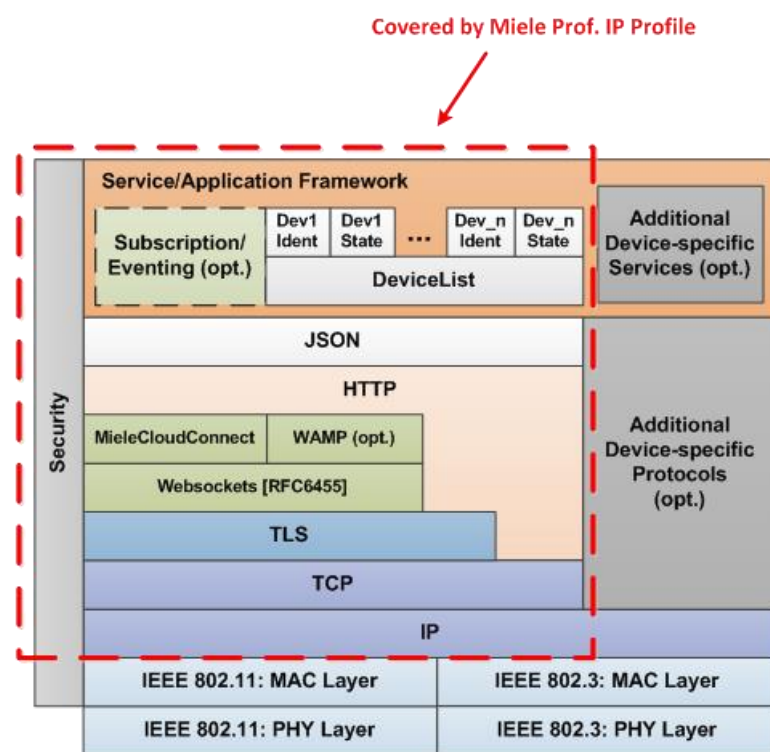 Covered by Miele Prof. IP Profile
Security
Service/Application Framework
Subscription/
Eventing (opt.)
Dev1
Ident
Dev1
State
...
Dev_n
Ident
Dev_n
State
DeviceList
Additional
Device-specific
Services (opt.)
JSON
HTTP
MieleCloudConnect
WAMP (opt.)
Websockets [RFC6455]
TLS
TCP
Additional
Device-specific
Protocols
(opt.)
IP
IEEE 802.11: MAC Layer
IEEE 802.3: MAC Layer
IEEE 802.11: PHY Layer
IEEE 802.3: PHY Layer